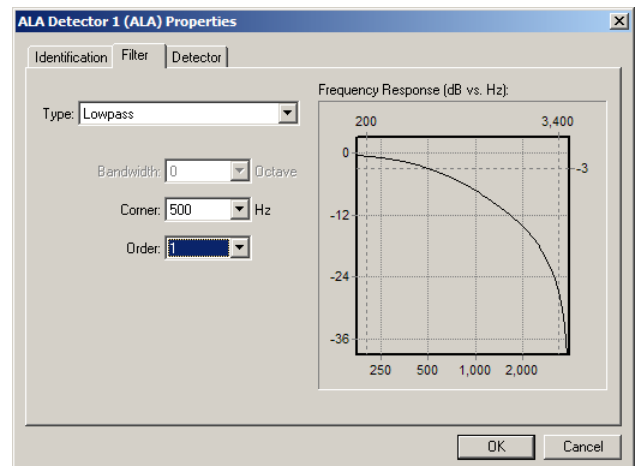 ALA Detector 1 (ALA) Properties
Identification Filter Detector
Type: Lowpass
Bandwidth: 0 Octave
Corner: 500 Hz
Order: 1
Frequency Response (dB vs. Hz):
200 3,400
0 -3
-12
-24
-36
250 500 1,000 2,000
OK Cancel